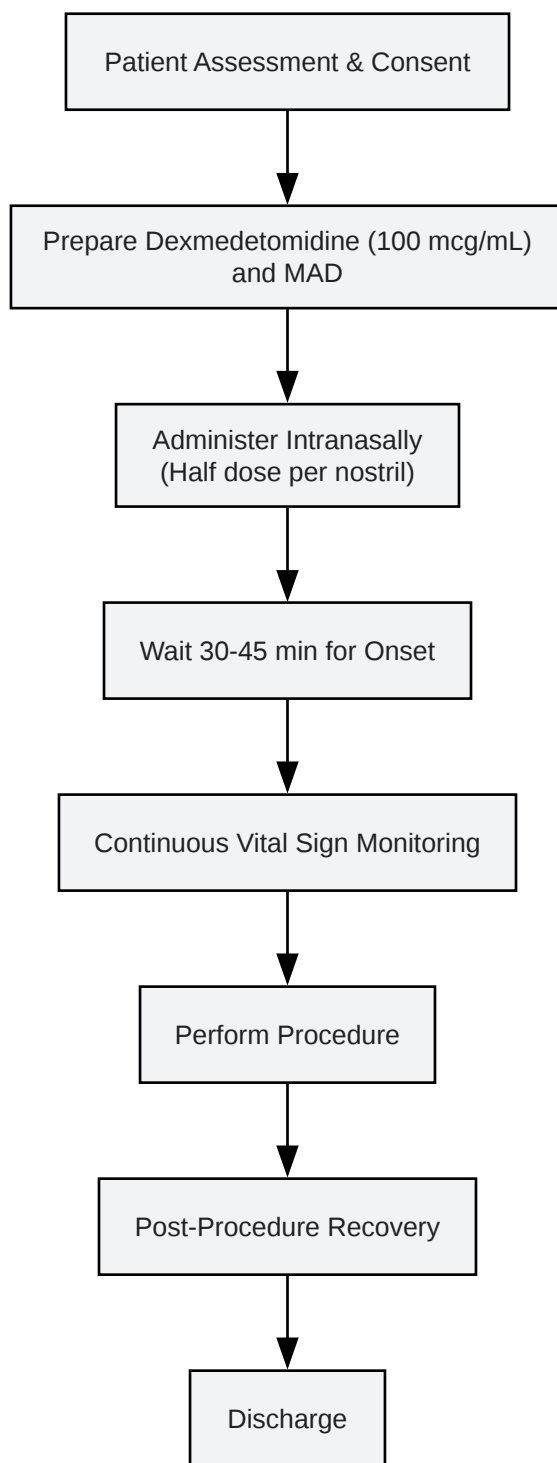 Patient Assessment & Consent
Prepare Dexmedetomidine (100 mcg/mL)
and MAD
Administer Intranasally
(Half dose per nostril)
Wait 30-45 min for Onset
Continuous Vital Sign Monitoring
Perform Procedure
Post-Procedure Recovery
Discharge